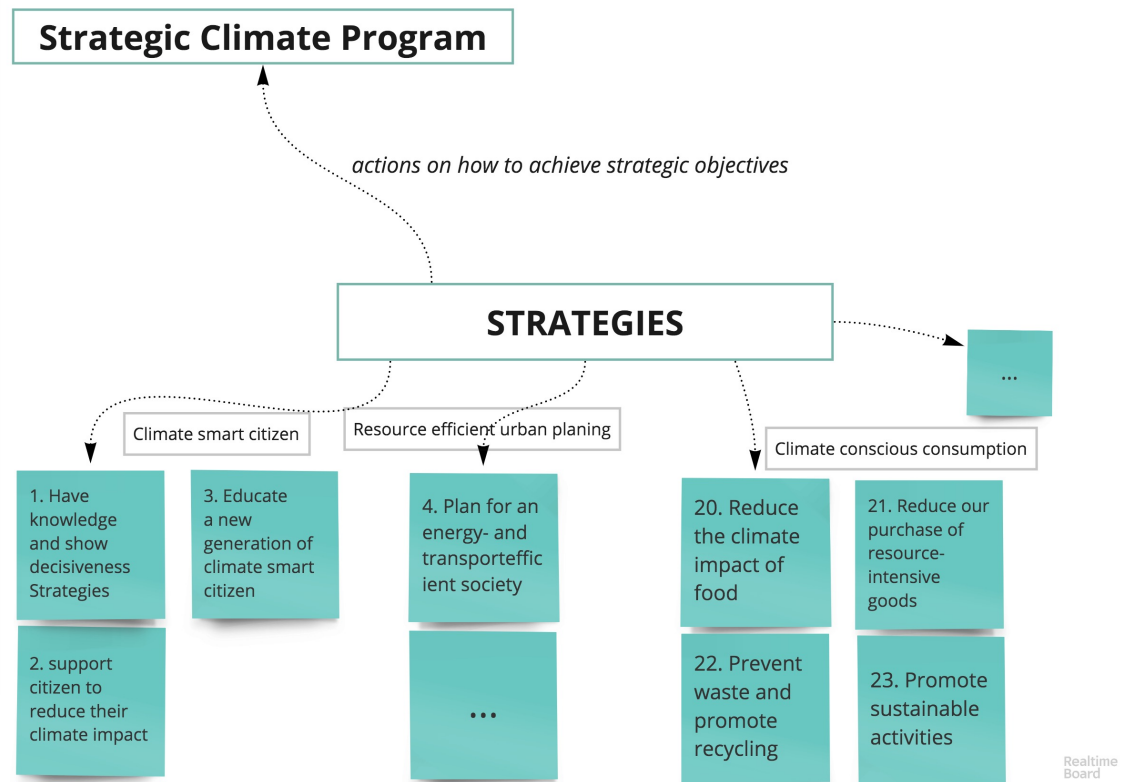 Strategic Climate Program
actions on how to achieve strategic objectives
STRATEGIES
...
Climate smart citizen
Resource efficient urban planing
Climate conscious consumption
1. Have
knowledge
and show
decisiveness
Strategies
3. Educate
a new
generation of
climate smart
citizen
4. Plan for an
energy- and
transporteffic
ient society
20. Reduce
the climate
impact of
food
21. Reduce our
purchase of
resource-
intensive
goods
2. support
citizen to
reduce their
climate impact
...
22. Prevent
waste and
promote
recycling
23. Promote
sustainable
activities
Realtime
Board